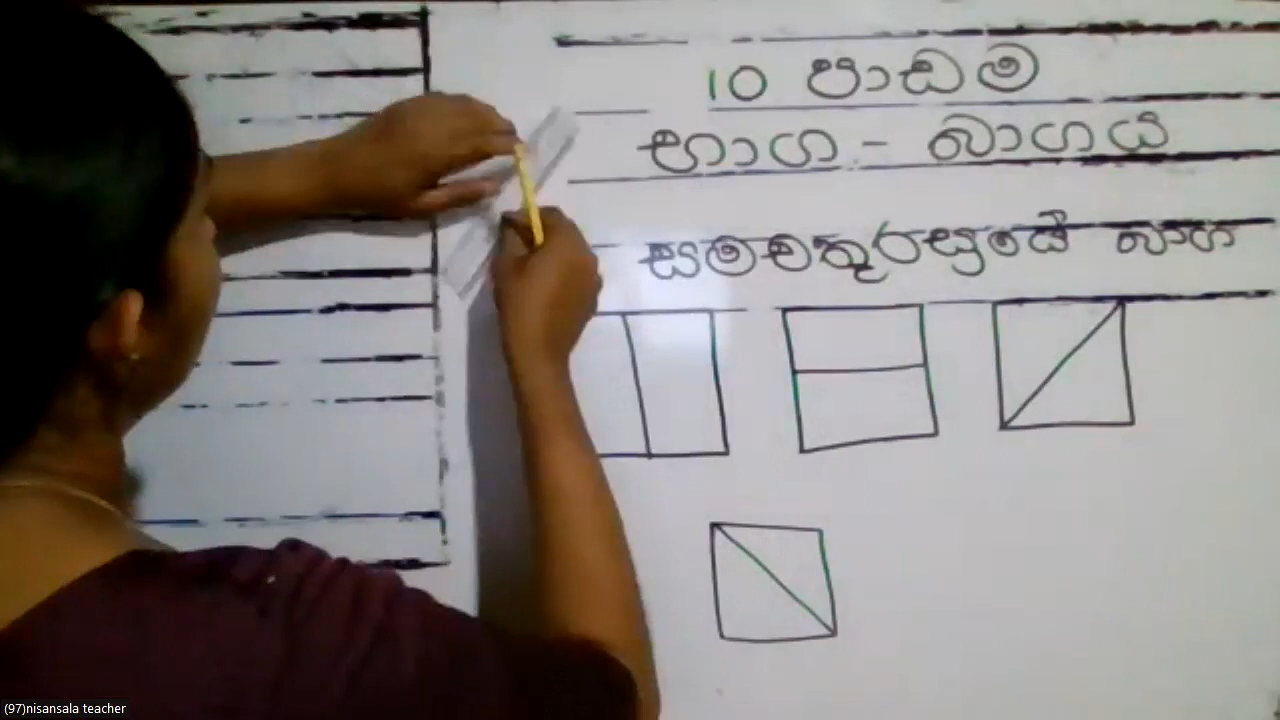 10 පාඩම
භාග - බාගය
සමචතුරස්‍රයේ බාග
(97)nisansala teacher